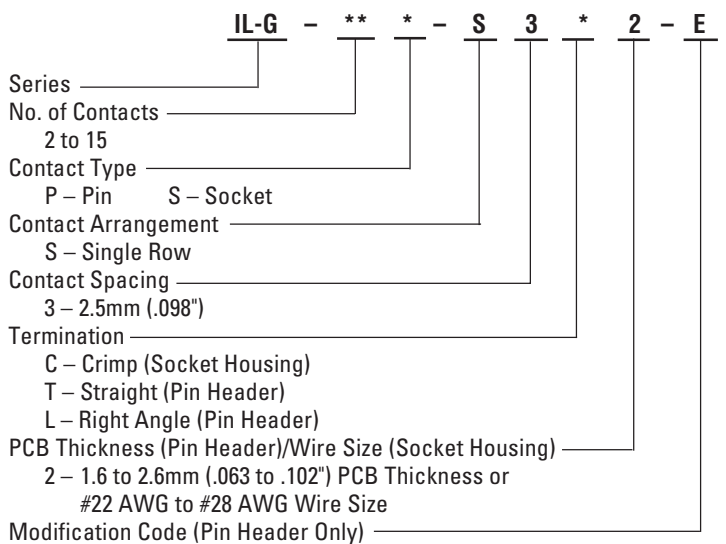 IL-G – ** * – S 3 * 2 – E
Series
No. of Contacts
2 to 15
Contact Type
P – Pin S – Socket
Contact Arrangement
S – Single Row
Contact Spacing
3 – 2.5mm (.098")
Termination
C – Crimp (Socket Housing)
T – Straight (Pin Header)
L – Right Angle (Pin Header)
PCB Thickness (Pin Header)/Wire Size (Socket Housing)
2 – 1.6 to 2.6mm (.063 to .102") PCB Thickness or
#22 AWG to #28 AWG Wire Size
Modification Code (Pin Header Only)